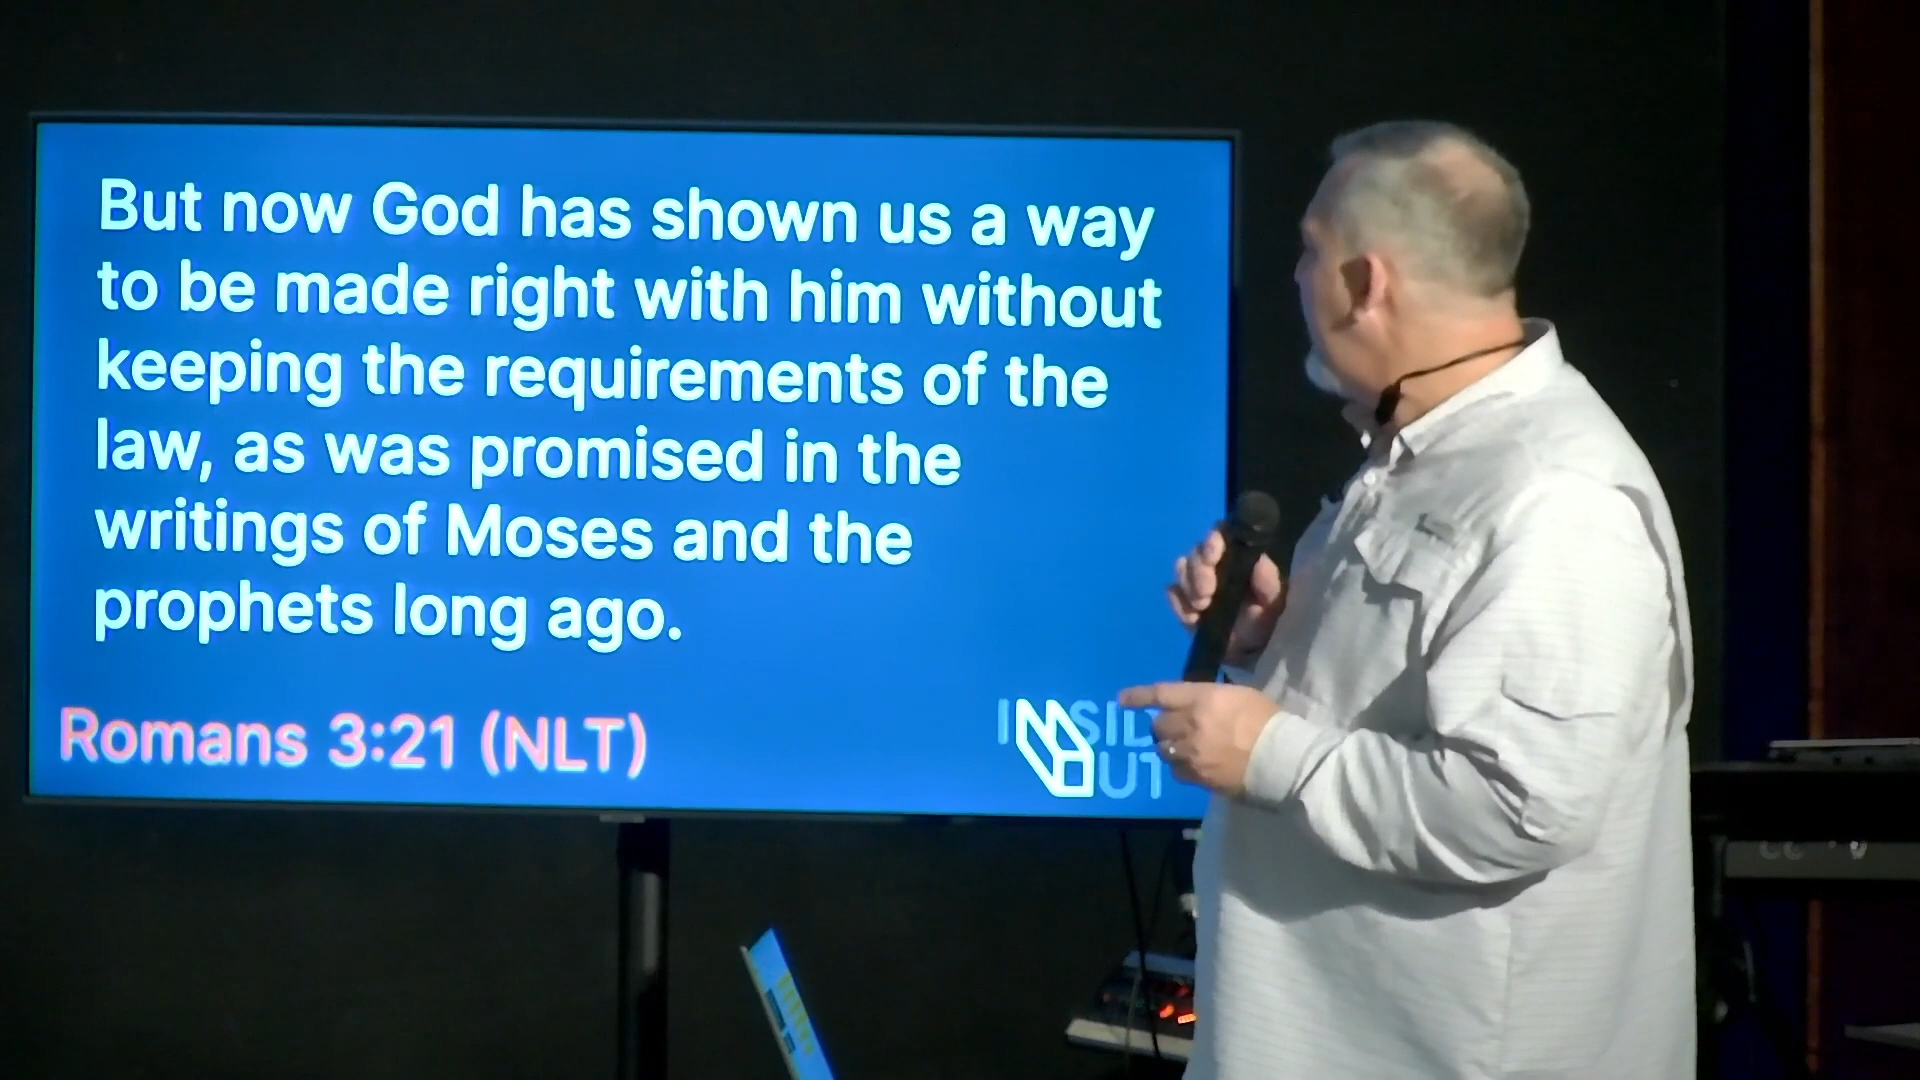 But now God has shown us a way
to be made right with him without
keeping the requirements of the
law, as was promised in the
writings of Moses and the
prophets long ago.
Romans 3:21 (NLT)